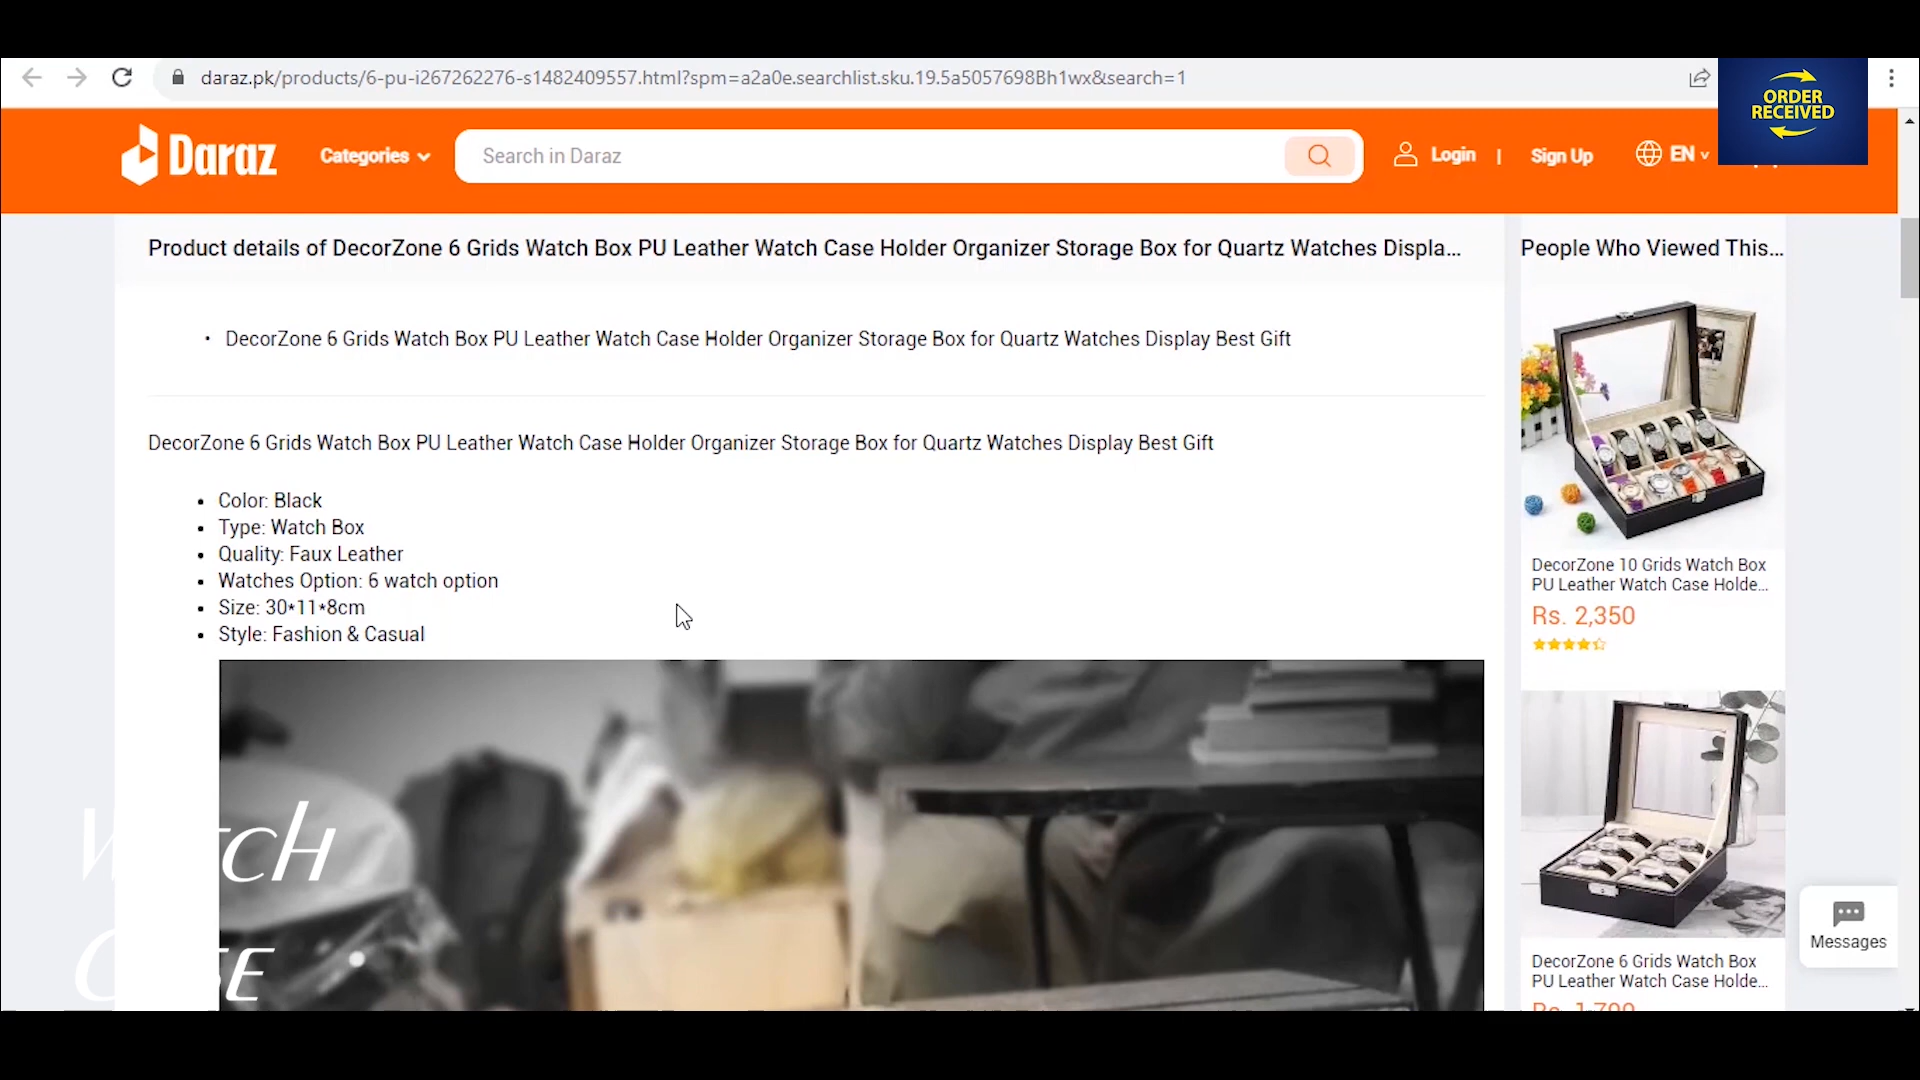 daraz.pk/products/6-pu-i267262276-s1482409557.html?spm=a2a0e.searchlist.sku.19.5a5057698Bh1wx&search=1
ORDER
RECEIVED
Daraz
Categories
Search in Daraz
Login | Sign Up
EN
Product details of DecorZone 6 Grids Watch Box PU Leather Watch Case Holder Organizer Storage Box for Quartz Watches Displa...
People Who Viewed This...
• DecorZone 6 Grids Watch Box PU Leather Watch Case Holder Organizer Storage Box for Quartz Watches Display Best Gift
DecorZone 6 Grids Watch Box PU Leather Watch Case Holder Organizer Storage Box for Quartz Watches Display Best Gift
• Color: Black
• Type: Watch Box
• Quality: Faux Leather
• Watches Option: 6 watch option
• Size: 30*11*8cm
• Style: Fashion & Casual
DecorZone 10 Grids Watch Box
PU Leather Watch Case Holde...
Rs. 2,350
Watch
Case
Messages
DecorZone 6 Grids Watch Box
PU Leather Watch Case Holde...